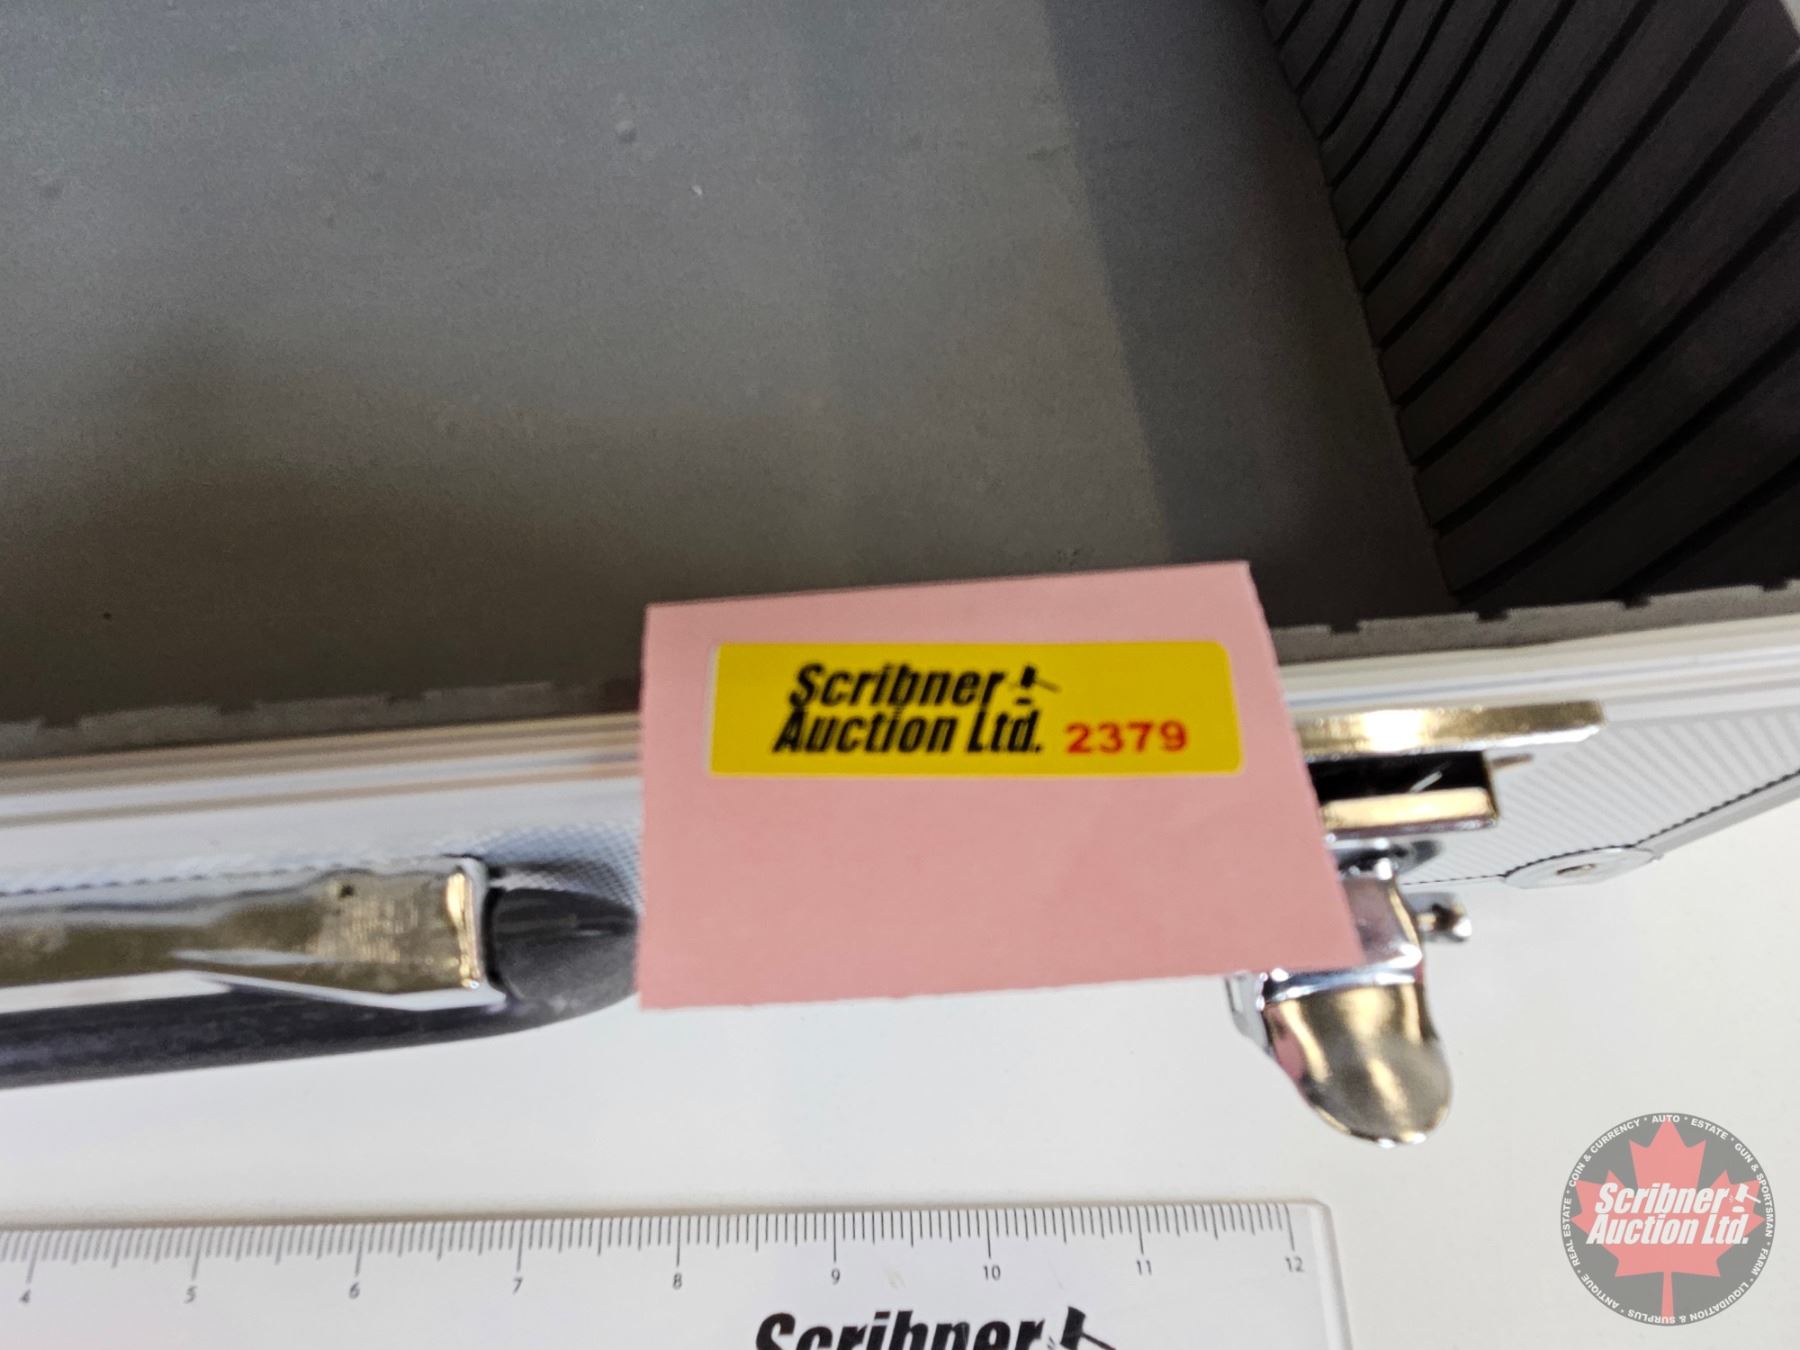 Scribner
Auction Ltd. 2379
4 5 6 7 8 9 10 11 12
Scribner
COIN & CURRENCY • AUTO • ESTATE • GUN & SPORTSMAN • FARM • LIQUIDATION & SURPLUS • ANTIQUE • REAL ESTATE •
Scribner
Auction Ltd.